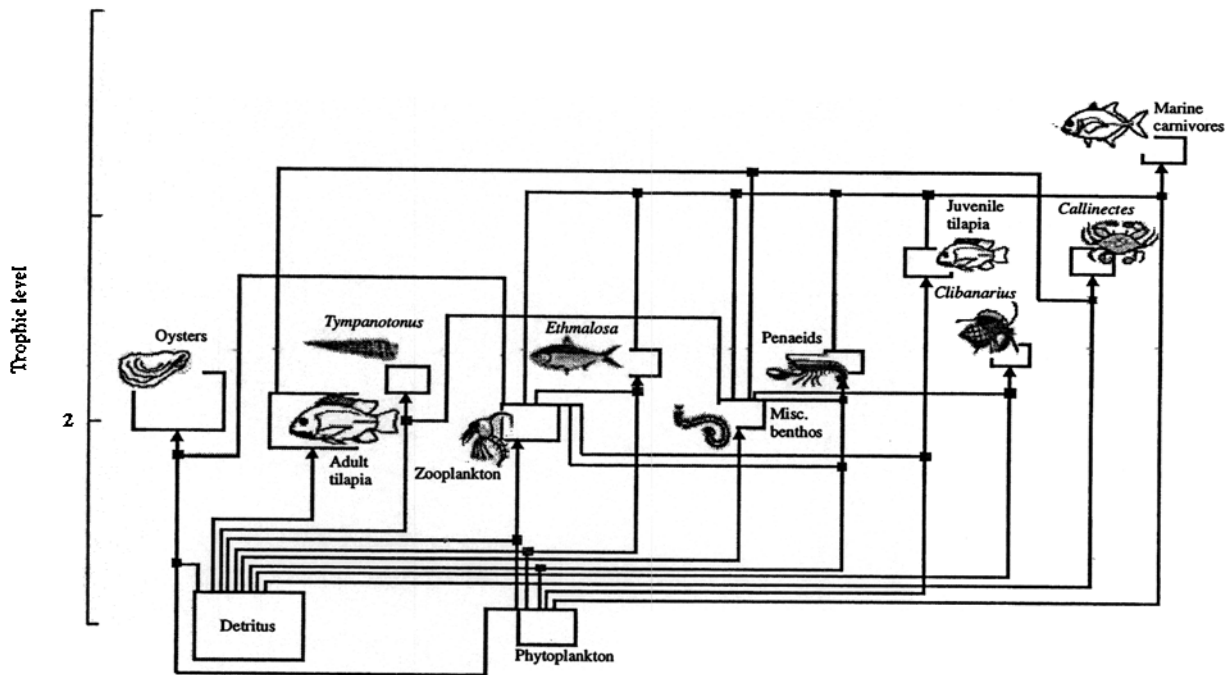 Marine
carnivores
Juvenile
tilapia
Callinectes
Clibanarius
Tympanotonus
Ethmalosa
Oysters
Penaeids
Trophic level
2
Misc.
benthos
Adult
tilapia
Zooplankton
Detritus
Phytoplankton